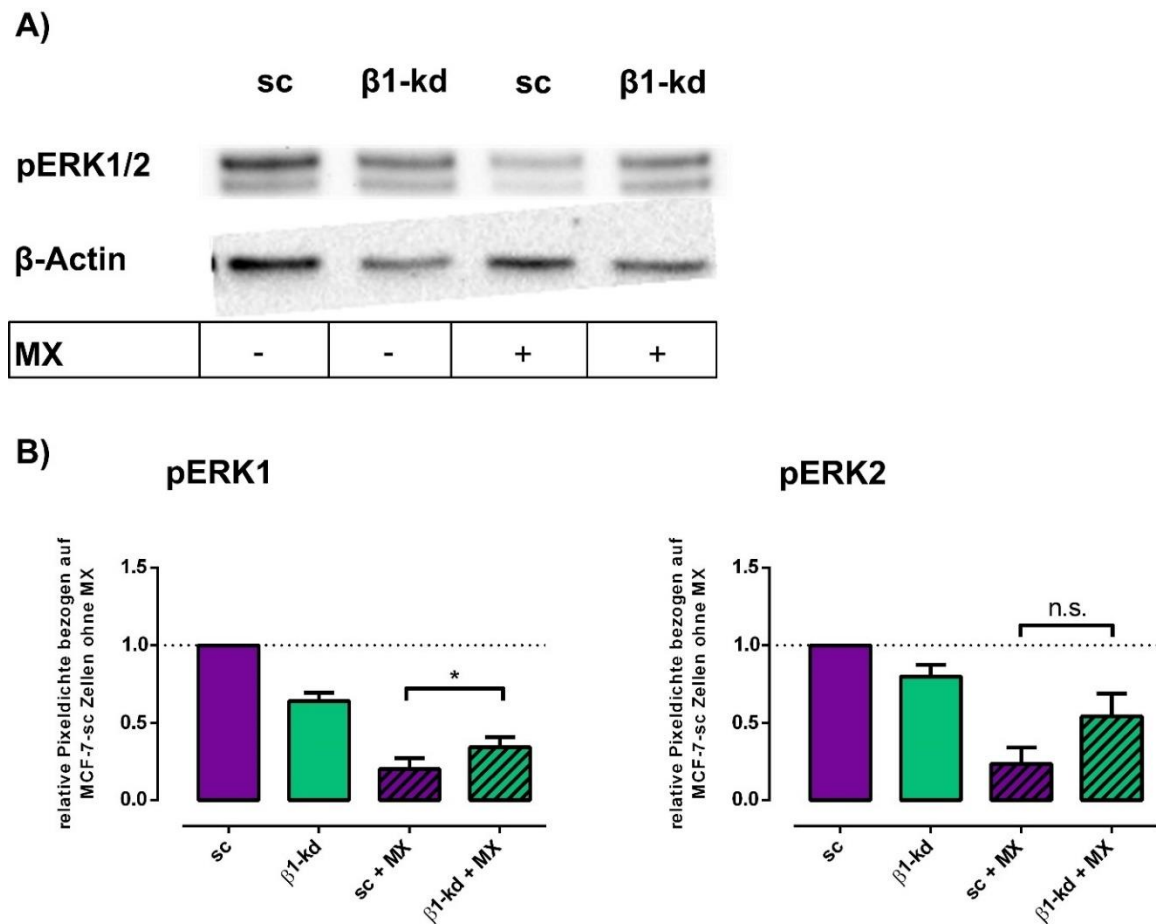 A)
sc β1-kd sc β1-kd
pERK1/2
β-Actin
MX - - + +
B)
pERK1
relative Pixeldichte bezogen auf
MCF-7-sc Zellen ohne MX
1.5
1.0
0.5
0.0
*
sc
β1-kd
sc + MX
β1-kd + MX
pERK2
relative Pixeldichte bezogen auf
MCF-7-sc Zellen ohne MX
1.5
1.0
0.5
0.0
n.s.
sc
β1-kd
sc + MX
β1-kd + MX